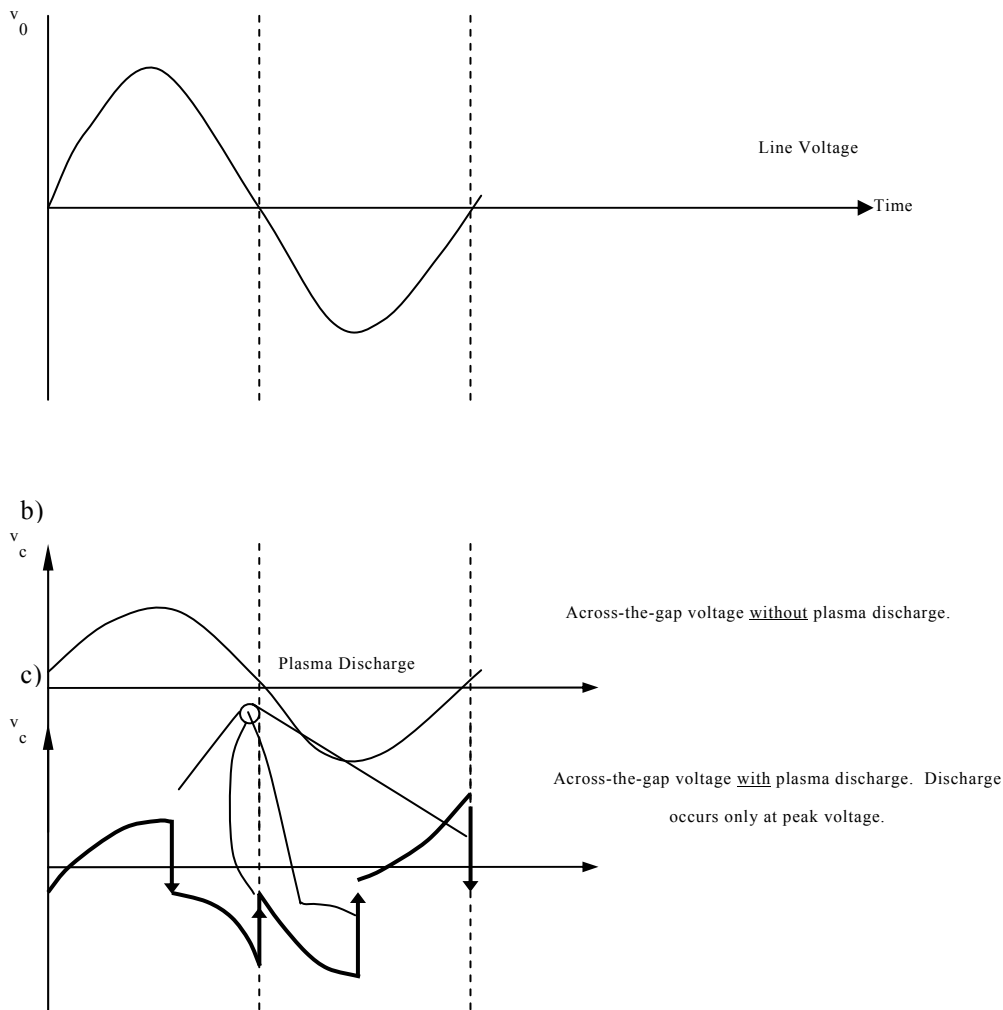 v
0
Line Voltage
Time
b)
v
c
Across-the-gap voltage without plasma discharge.
Plasma Discharge
c)
v
c
Across-the-gap voltage with plasma discharge. Discharge
occurs only at peak voltage.